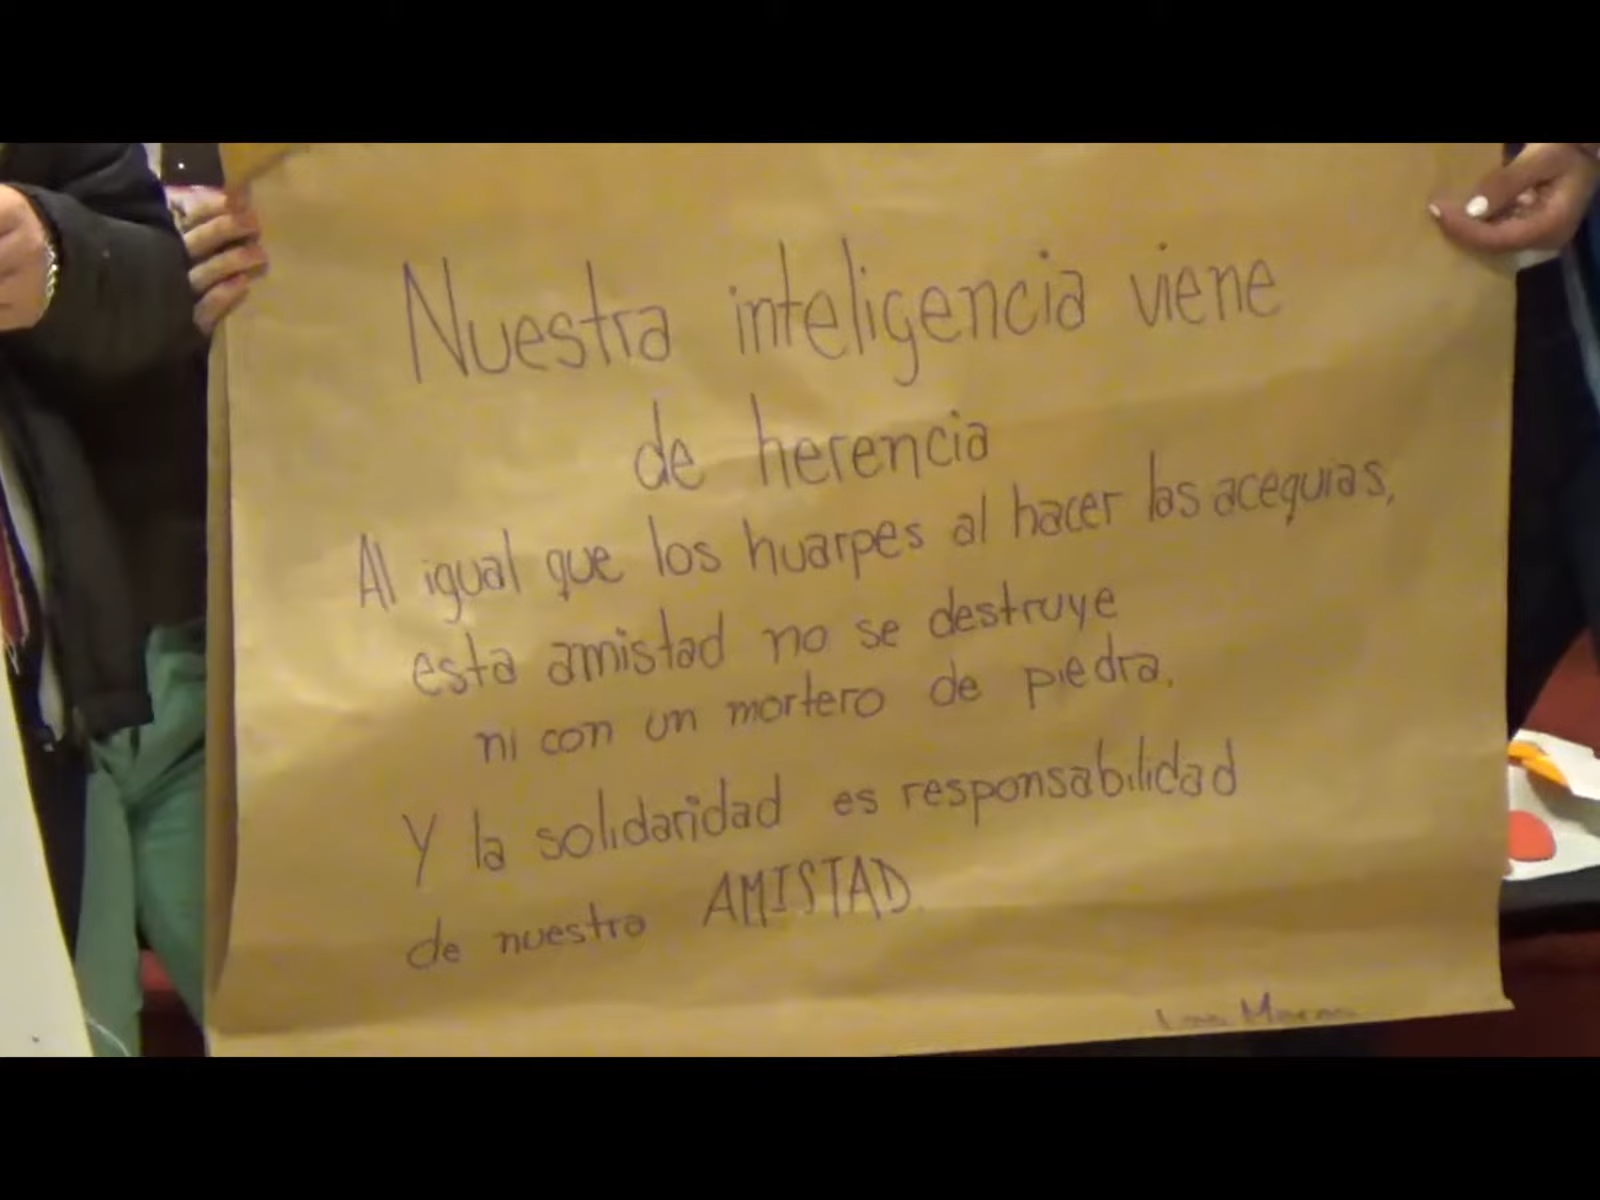 Nuestra inteligencia viene
de herencia
Al igual que los huarpes al hacer las acequias,
esta amistad no se destruye
ni con un mortero de piedra.
Y la solidaridad es responsabilidad
de nuestra AMISTAD.